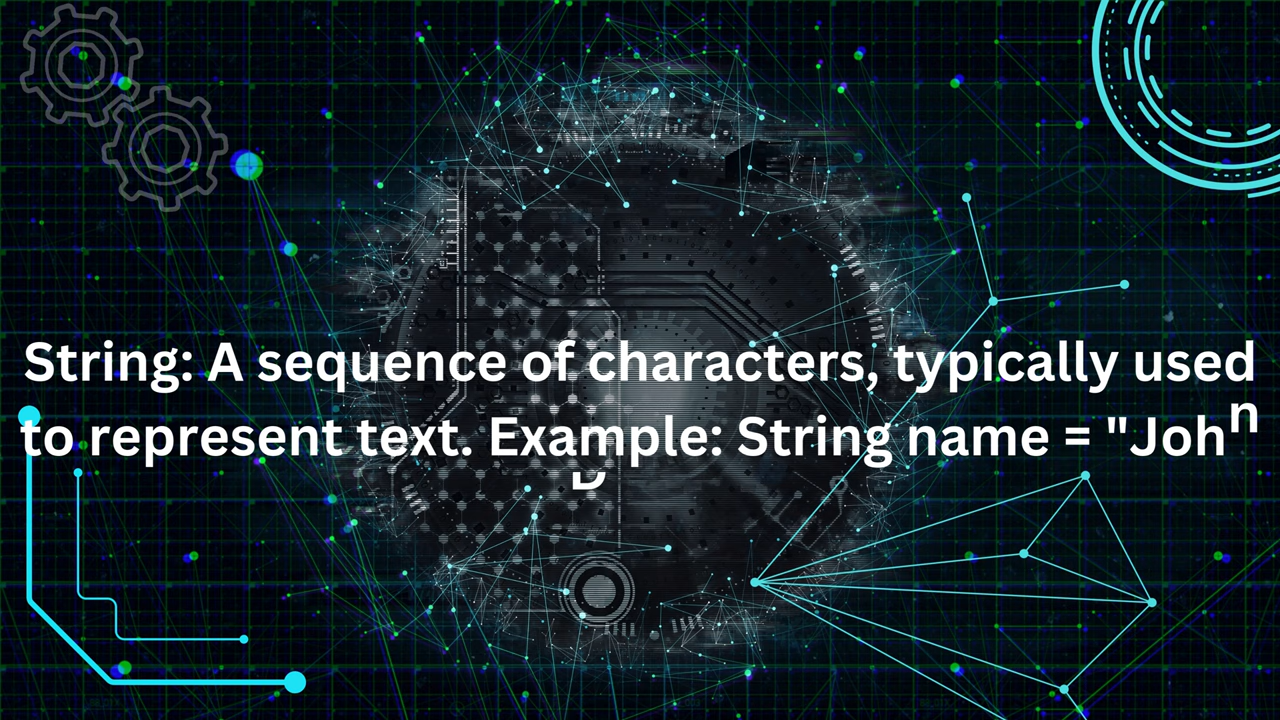 String: A sequence of characters, typically used
to represent text. Example: String name = "John